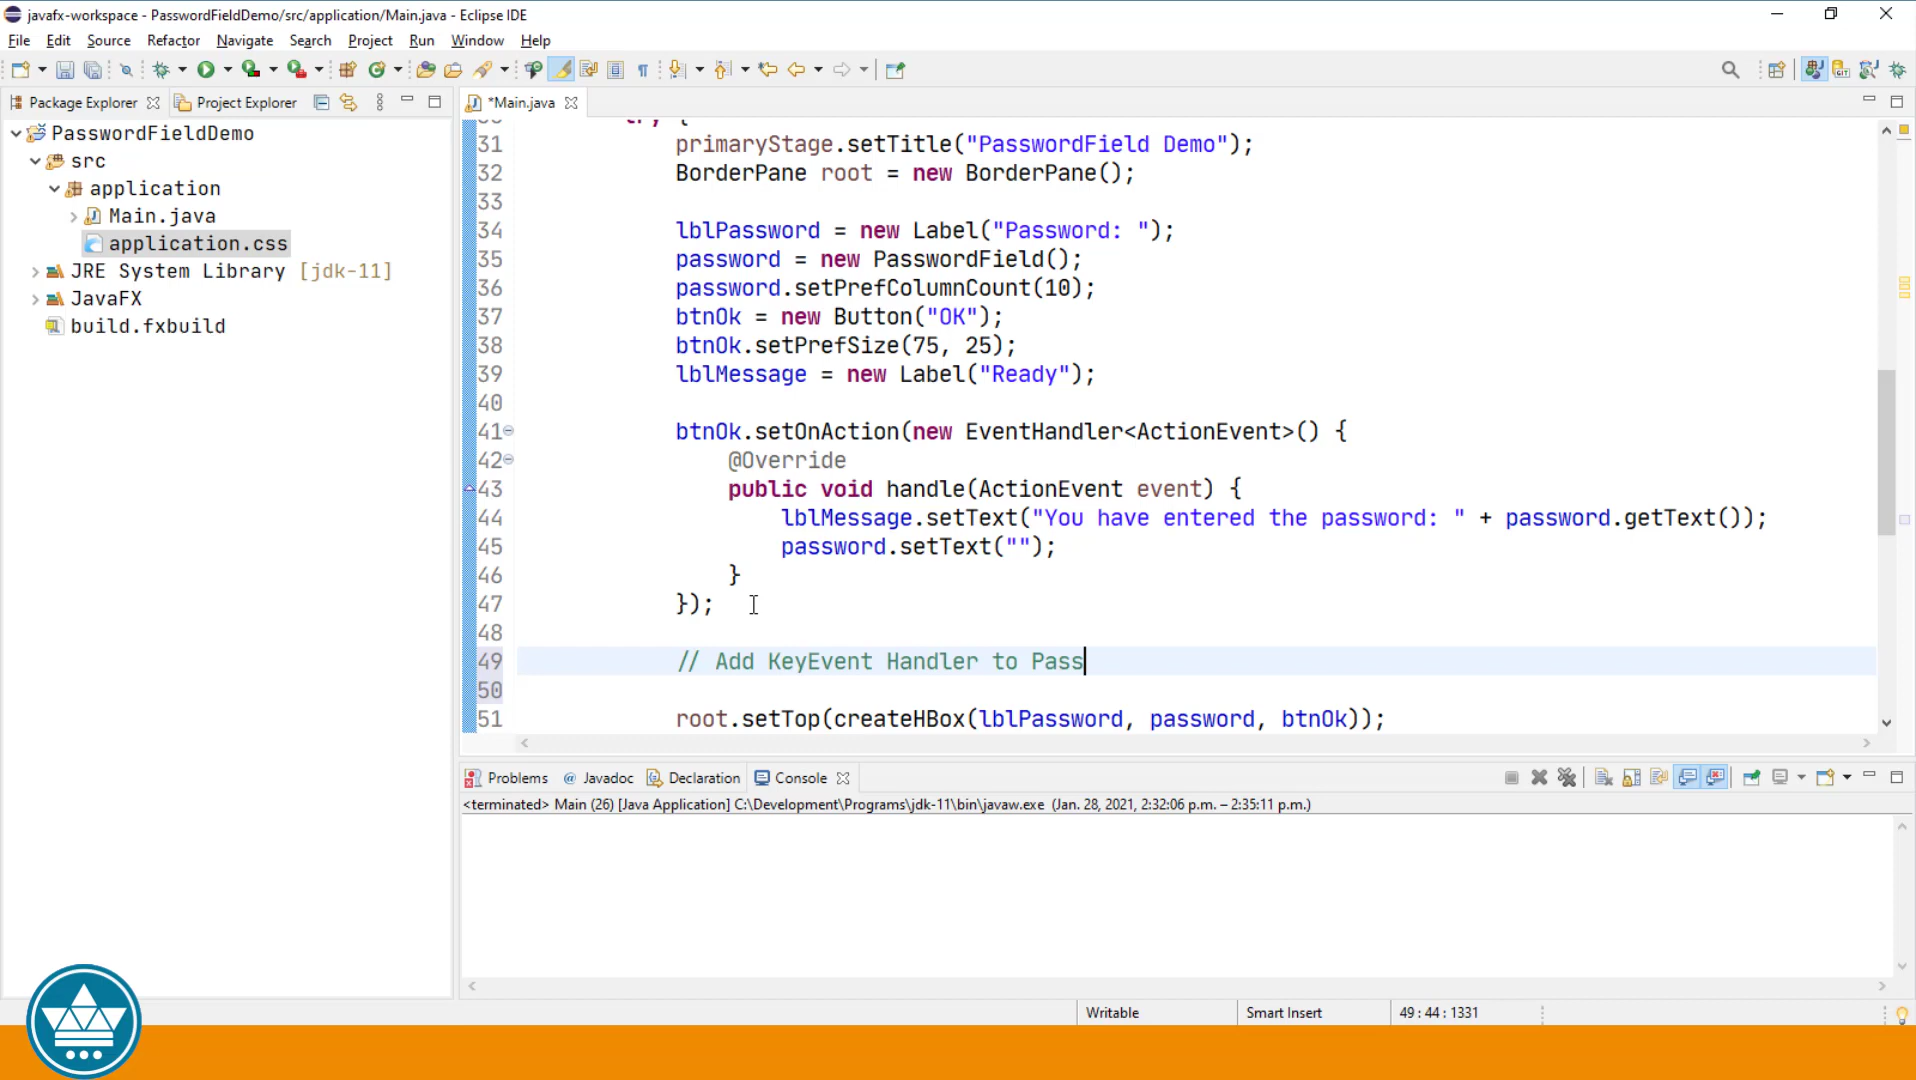 javafx-workspace - PasswordFieldDemo/src/application/Main.java - Eclipse IDE
File Edit Source Refactor Navigate Search Project Run Window Help
Package Explorer Project Explorer
PasswordFieldDemo
src
application
Main.java
application.css
JRE System Library [jdk-11]
JavaFX
build.fxbuild
*Main.java
31 primaryStage.setTitle("PasswordField Demo");
32 BorderPane root = new BorderPane();
33
34 lblPassword = new Label("Password: ");
35 password = new PasswordField();
36 password.setPrefColumnCount(10);
37 btnOk = new Button("OK");
38 btnOk.setPrefSize(75, 25);
39 lblMessage = new Label("Ready");
40
41 btnOk.setOnAction(new EventHandler<ActionEvent>() {
42 @Override
43 public void handle(ActionEvent event) {
44 lblMessage.setText("You have entered the password: " + password.getText());
45 password.setText("");
46 }
47 });
48
49 // Add KeyEvent Handler to Pass
50
51 root.setTop(createHBox(lblPassword, password, btnOk));
Problems @ Javadoc Declaration Console
<terminated> Main (26) [Java Application] C:\Development\Programs\jdk-11\bin\javaw.exe (Jan. 28, 2021, 2:32:06 p.m. – 2:35:11 p.m.)
Writable Smart Insert 49 : 44 : 1331